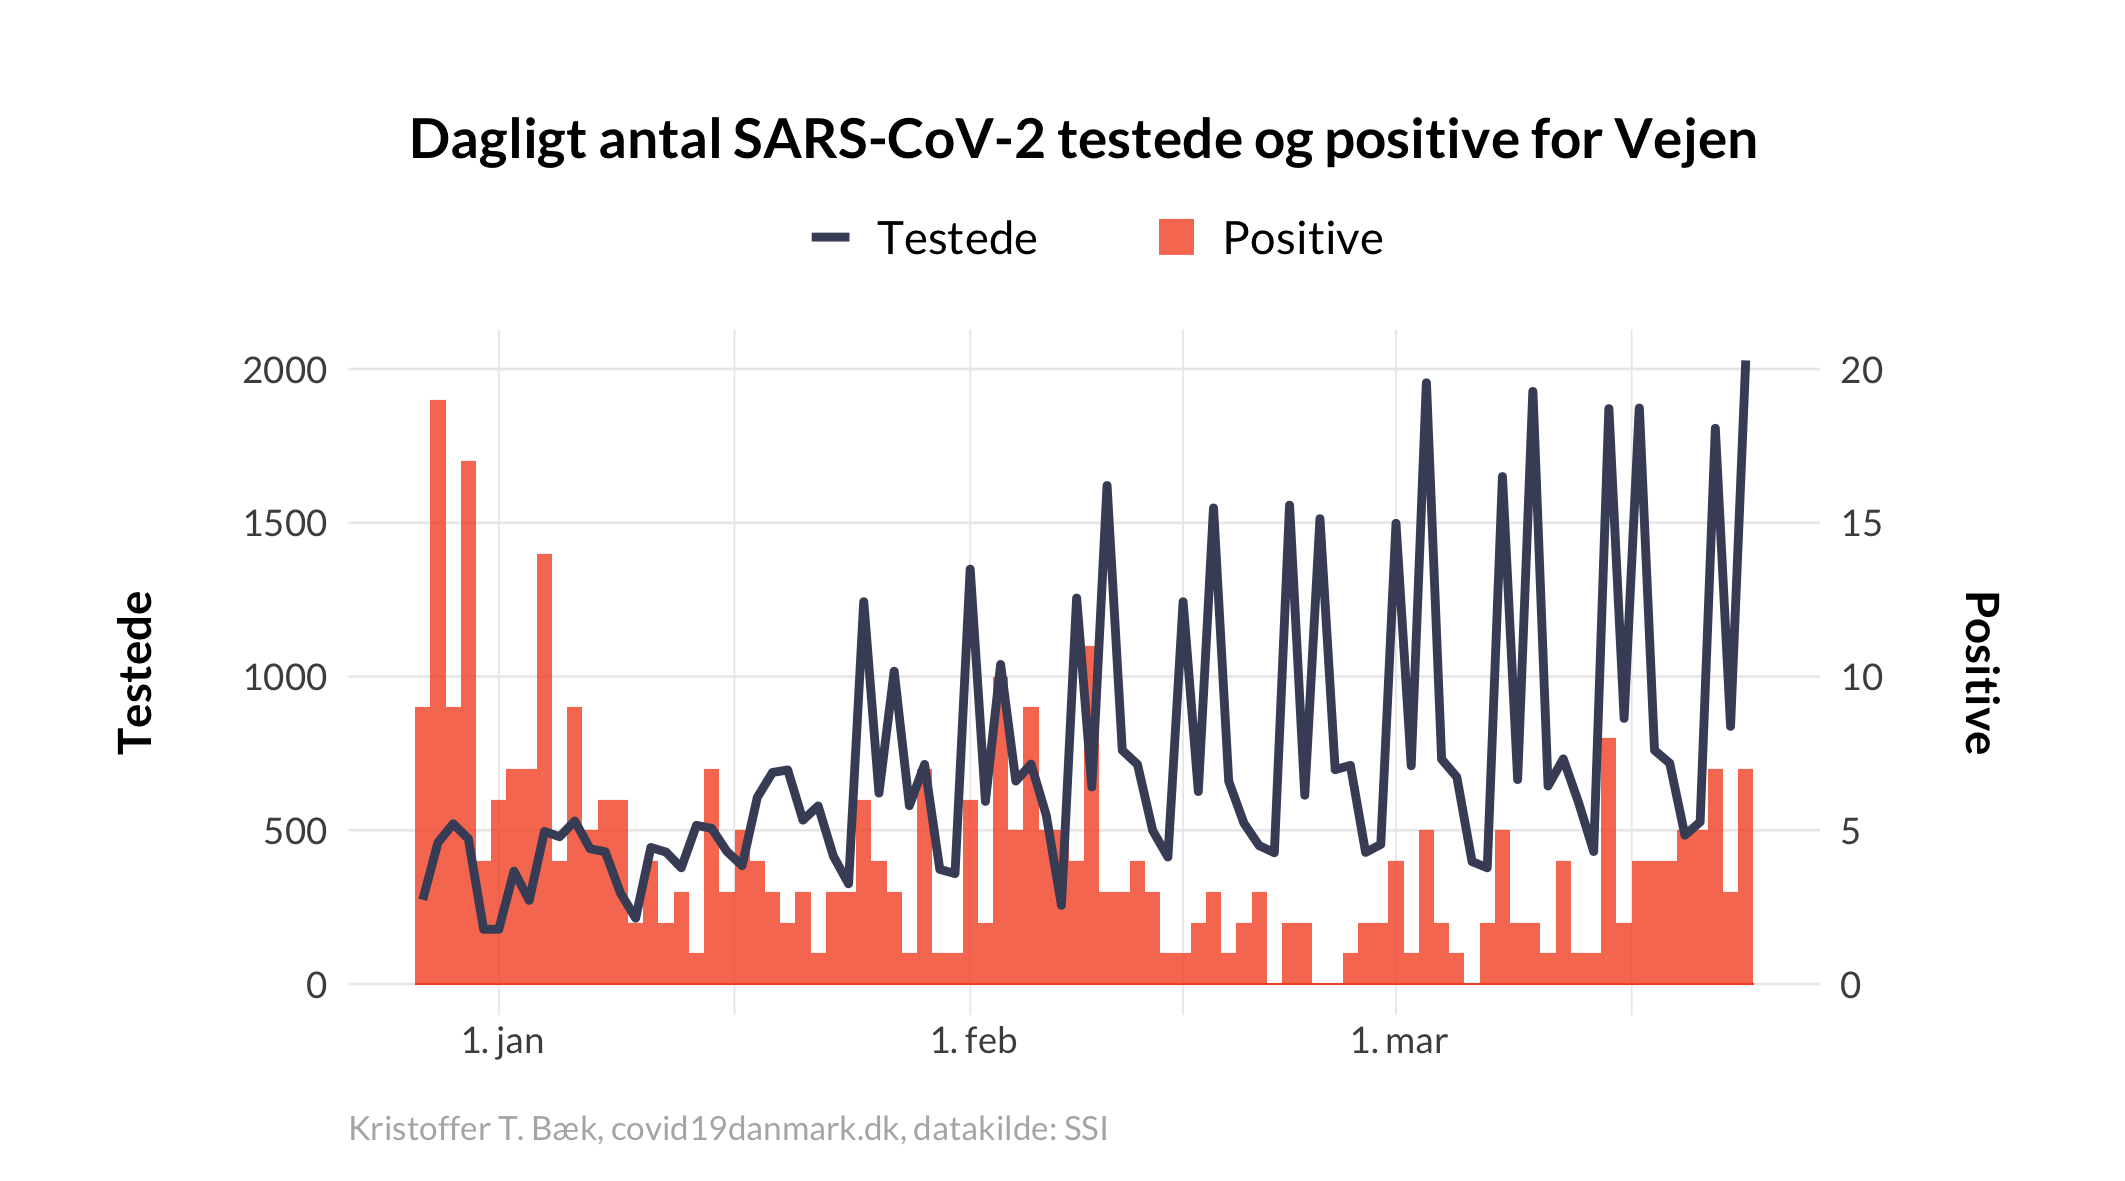 Dagligt antal SARS-CoV-2 testede og positive for Vejen
Testede Positive
2000 20
1500 15
1000 10
500 5
0 0
Testede
Positive
1. jan 1. feb 1. mar
Kristoffer T. Bæk, covid19danmark.dk, datakilde: SSI